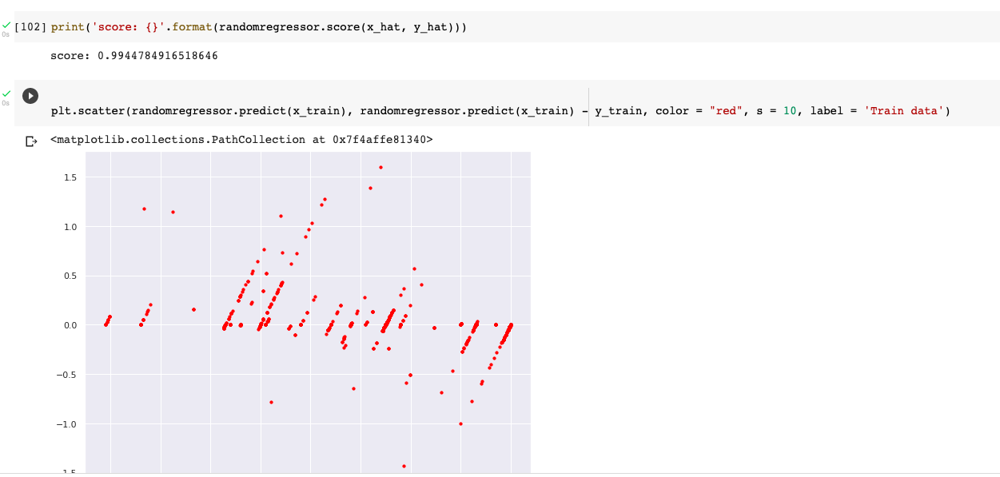 [102] print('score: {}'.format(randomregressor.score(x_hat, y_hat)))
0s
score: 0.9944784916518646
plt.scatter(randomregressor.predict(x_train), randomregressor.predict(x_train) - y_train, color = "red", s = 10, label = 'Train data')
0s
<matplotlib.collections.PathCollection at 0x7f4affe81340>
1.5
1.0
0.5
0.0
−0.5
−1.0